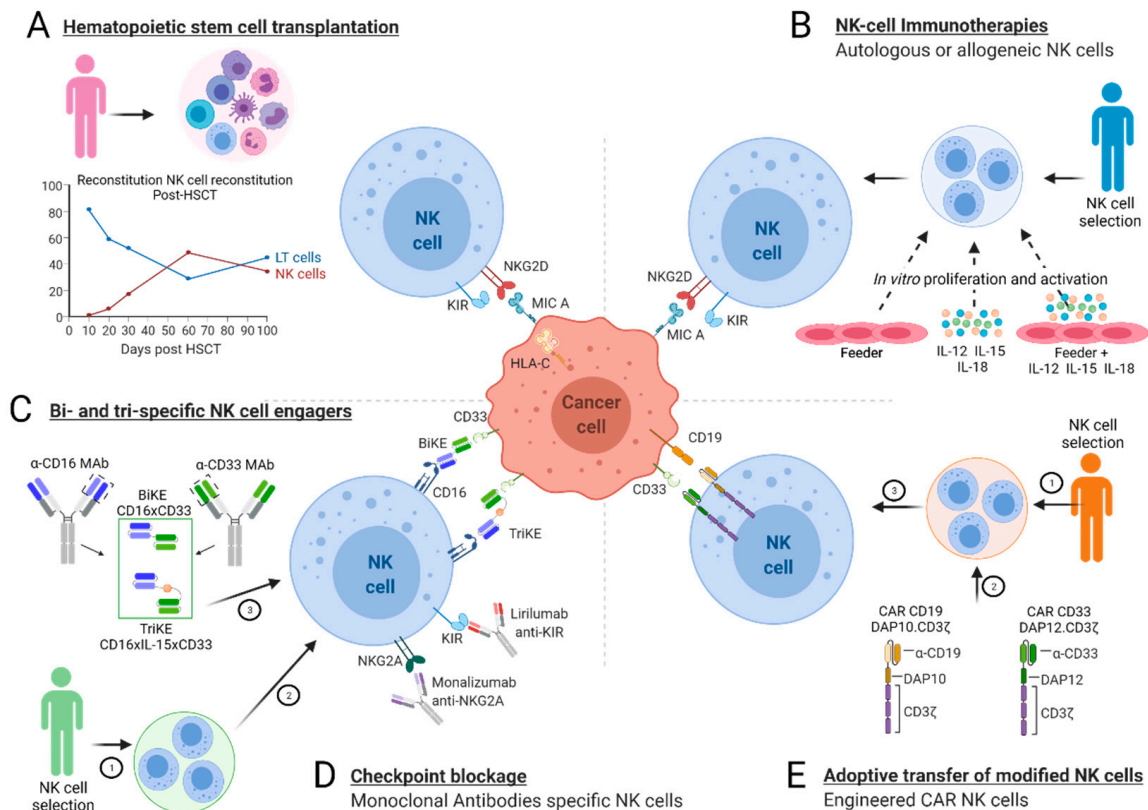 A Hematopoietic stem cell transplantation
Reconstitution NK cell reconstitution
Post-HSCT
100
80
60
40
20
0
0 10 20 30 40 50 60 70 80 90 100
Days post HSCT
LT cells
NK cells
NK
cell
NKG2D
KIR
MIC A
HLA-C
Cancer
cell
B NK-cell Immunotherapies
Autologous or allogeneic NK cells
NK
cell
NKG2D
KIR
MIC A
NK cell
selection
In vitro proliferation and activation
Feeder
IL-12 IL-15
IL-18
Feeder +
IL-12 IL-15 IL-18
C Bi- and tri-specific NK cell engagers
α-CD16 MAb
α-CD33 MAb
BiKE
CD16xCD33
TriKE
CD16xIL-15xCD33
3
NK cell
selection
1
2
CD33
BiKE
CD16
TriKE
NK
cell
KIR
Lirilumab
anti-KIR
NKG2A
Monalizumab
anti-NKG2A
D Checkpoint blockage
Monoclonal Antibodies specific NK cells
CD19
CD33
NK
cell
3
NK cell
selection
1
2
CAR CD19
DAP10.CD3ζ
α-CD19
DAP10
CD3ζ
CAR CD33
DAP12.CD3ζ
α-CD33
DAP12
CD3ζ
E Adoptive transfer of modified NK cells
Engineered CAR NK cells